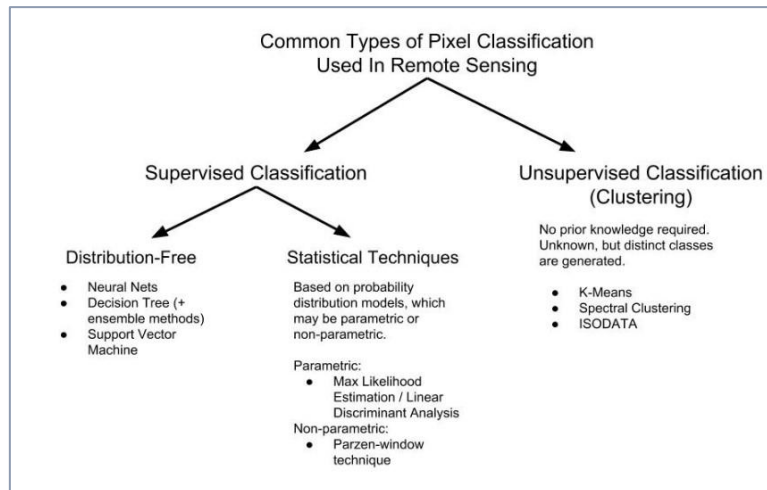 Common Types of Pixel Classification
Used In Remote Sensing
Supervised Classification
Unsupervised Classification
(Clustering)
No prior knowledge required.
Unknown, but distinct classes
are generated.
● K-Means
● Spectral Clustering
● ISODATA
Distribution-Free
● Neural Nets
● Decision Tree (+
ensemble methods)
● Support Vector
Machine
Statistical Techniques
Based on probability
distribution models, which
may be parametric or
non-parametric.
Parametric:
● Max Likelihood
Estimation / Linear
Discriminant Analysis
Non-parametric:
● Parzen-window
technique